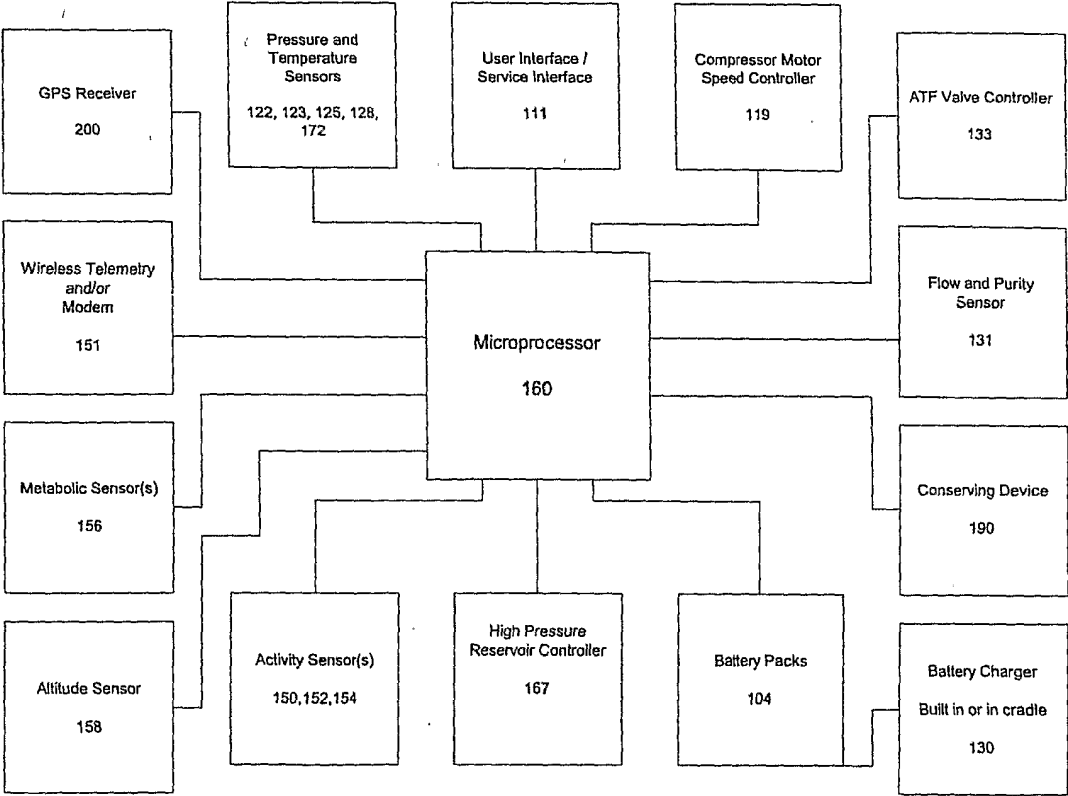 GPS Receiver
200
Pressure and
Temperature
Sensors
122, 123, 125, 128,
172
User Interface /
Service Interface
111
Compressor Motor
Speed Controller
119
ATF Valve Controller
133
Wireless Telemetry
and/or
Modem
151
Microprocessor
160
Flow and Purity
Sensor
131
Metabolic Sensor(s)
156
Conserving Device
190
Altitude Sensor
158
Activity Sensor(s)
150,152,154
High Pressure
Reservoir Controller
167
Battery Packs
104
Battery Charger
Built in or in cradle
130